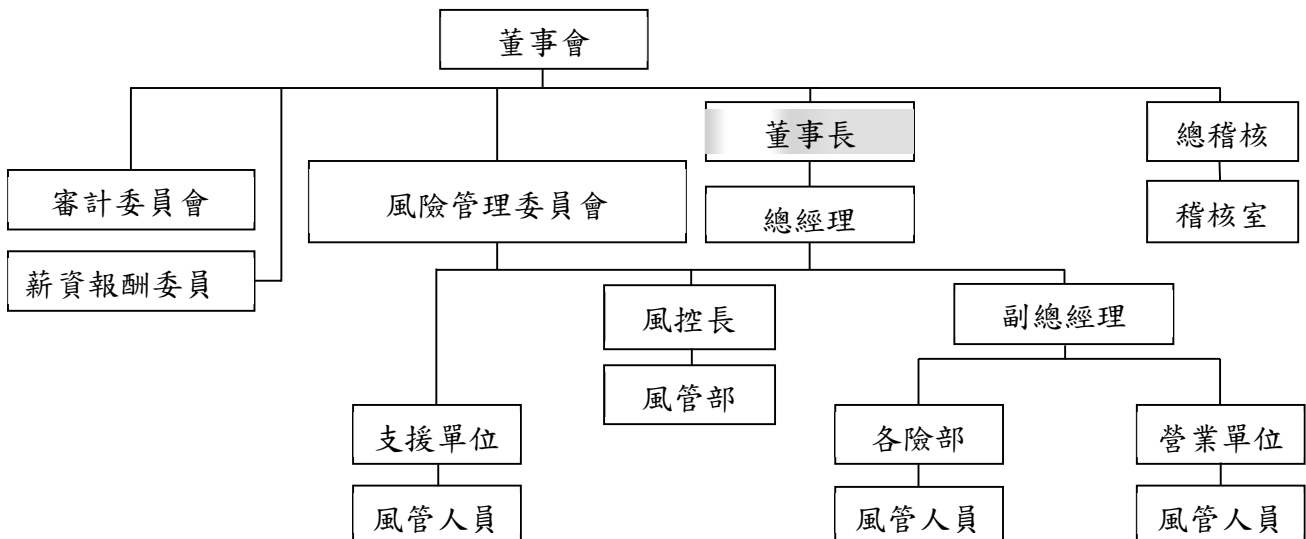 董事會
董事長
總稽核
審計委員會
風險管理委員會
總經理
稽核室
薪資報酬委員
風控長
副總經理
風管部
支援單位
各險部
營業單位
風管人員
風管人員
風管人員